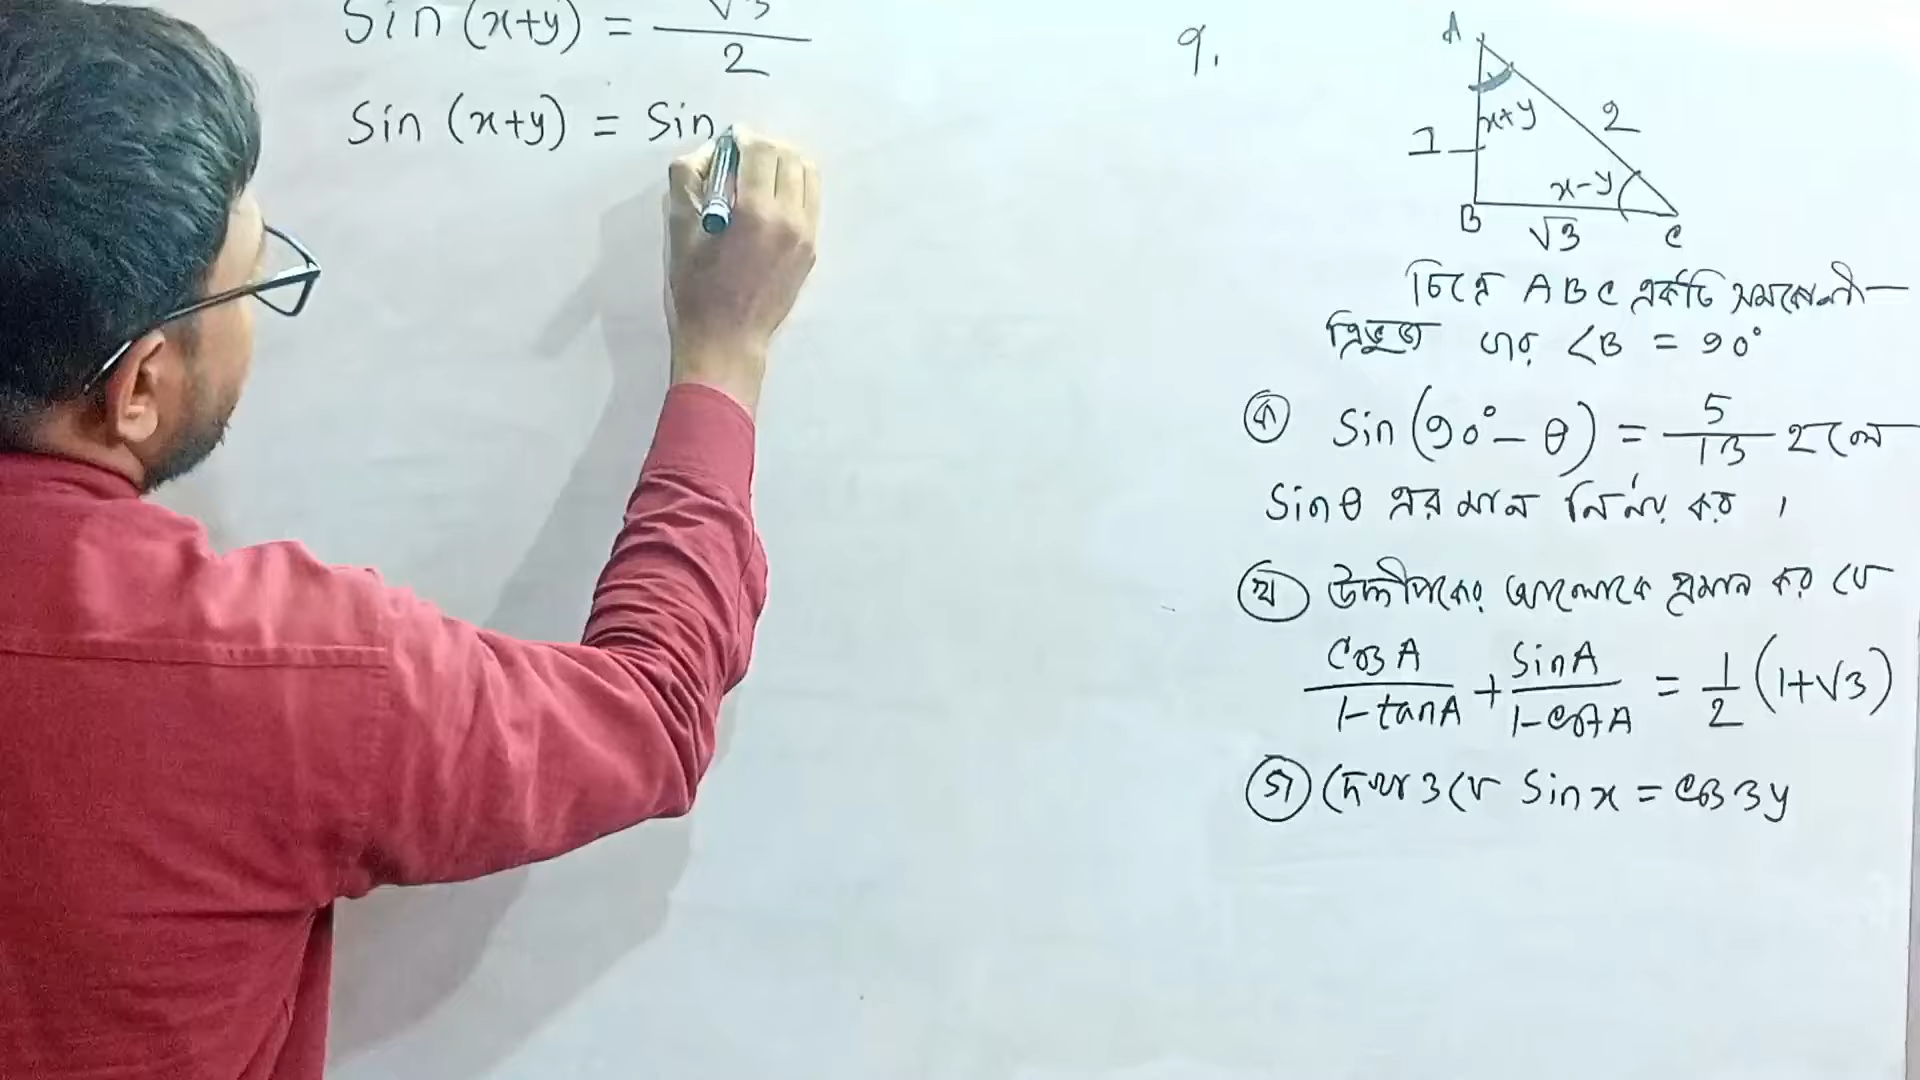 Sin (x+y) = √3/2
Sin (x+y) = Sin
9.
A
x+y
2
1
x-y
B
√3
C
চিত্রে ABC একটি সমকোণী-
ত্রিভুজ যার <B = 90°
(ক) Sin(90°-θ) = 5/13 হলে
Sinθ এর মান নির্ণয় কর ।
(খ) উদ্দীপকের আলোকে প্রমাণ কর যে
CosA/1-tanA + SinA/1-CotA = 1/2 (1+√3)
(গ) দেখাও যে Sinx = Cos3y